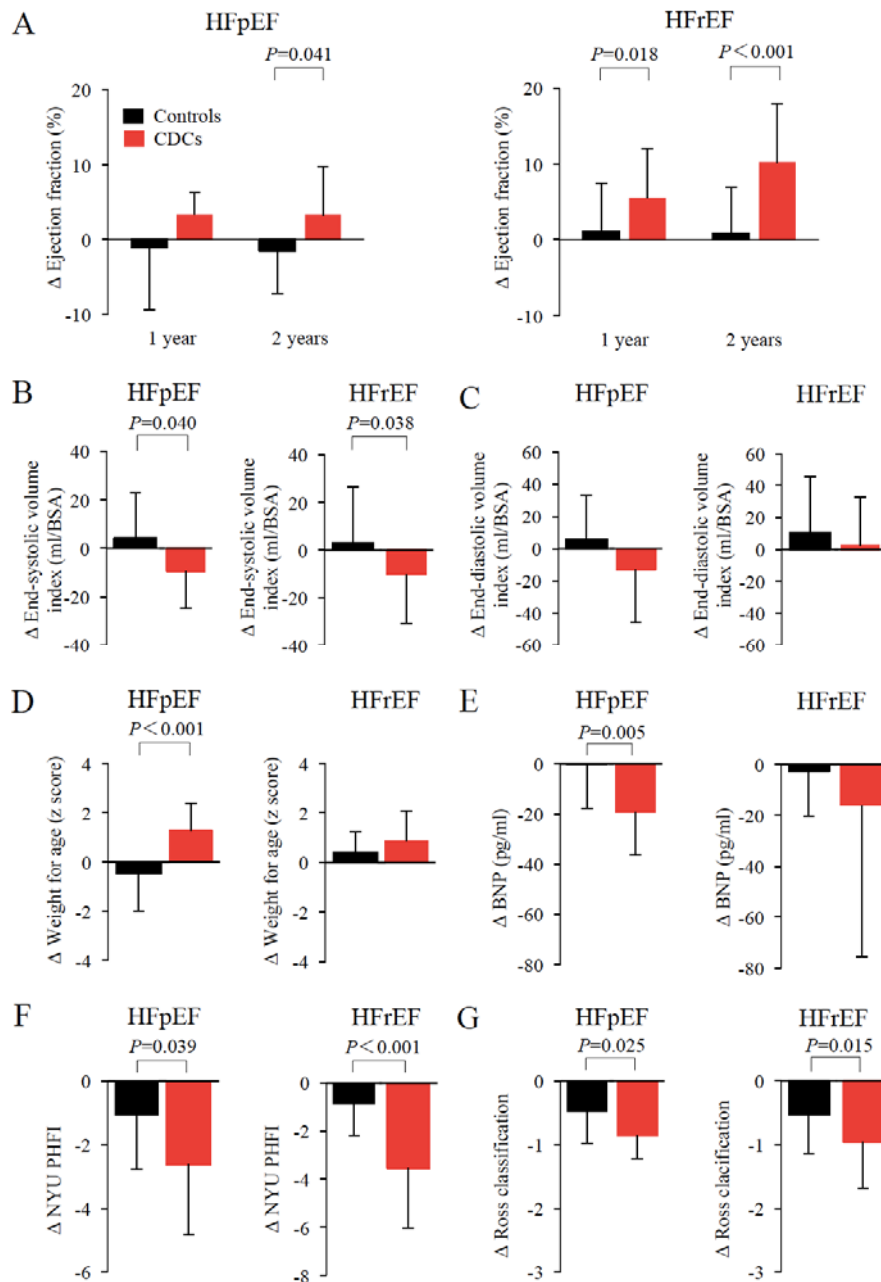 A
HFpEF
HFrEF
P=0.041
P=0.018
P<0.001
Δ Ejection fraction (%)
20
10
0
-10
Controls
CDCs
1 year
2 years
Δ Ejection fraction (%)
20
10
0
-10
1 year
2 years
B
HFpEF
P=0.040
Δ End-systolic volume
index (ml/BSA)
40
20
0
-20
-40
HFrEF
P=0.038
Δ End-systolic volume
index (ml/BSA)
40
20
0
-20
-40
C
HFpEF
Δ End-diastolic volume
index (ml/BSA)
60
40
20
0
-20
-40
-60
HFrEF
Δ End-diastolic volume
index (ml/BSA)
60
40
20
0
-20
-40
-60
D
HFpEF
P<0.001
Δ Weight for age (z score)
4
2
0
-2
-4
HFrEF
Δ Weight for age (z score)
4
2
0
-2
-4
E
HFpEF
P=0.005
Δ BNP (pg/ml)
0
-20
-40
-60
-80
HFrEF
Δ BNP (pg/ml)
0
-20
-40
-60
-80
F
HFpEF
P=0.039
Δ NYU PHFI
0
-2
-4
-6
HFrEF
P<0.001
Δ NYU PHFI
0
-2
-4
-6
-8
G
HFpEF
P=0.025
Δ Ross classification
0
-1
-2
-3
HFrEF
P=0.015
Δ Ross clacification
0
-1
-2
-3